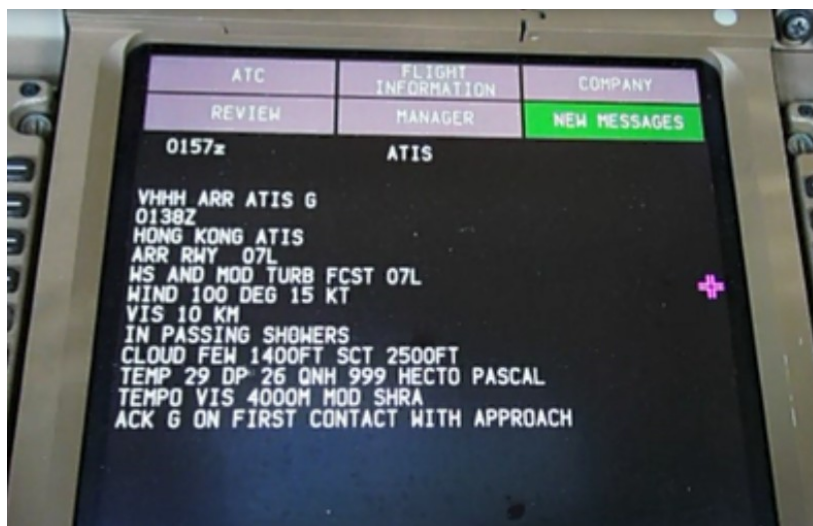 ATC
FLIGHT INFORMATION
COMPANY
REVIEW
MANAGER
NEW MESSAGES
0157z ATIS
VHHH ARR ATIS G
0138Z
HONG KONG ATIS
ARR RWY 07L
WS AND MOD TURB FCST 07L
WIND 100 DEG 15 KT
VIS 10 KM
IN PASSING SHOWERS
CLOUD FEW 1400FT SCT 2500FT
TEMP 29 DP 26 QNH 999 HECTO PASCAL
TEMPO VIS 4000M MOD SHRA
ACK G ON FIRST CONTACT WITH APPROACH